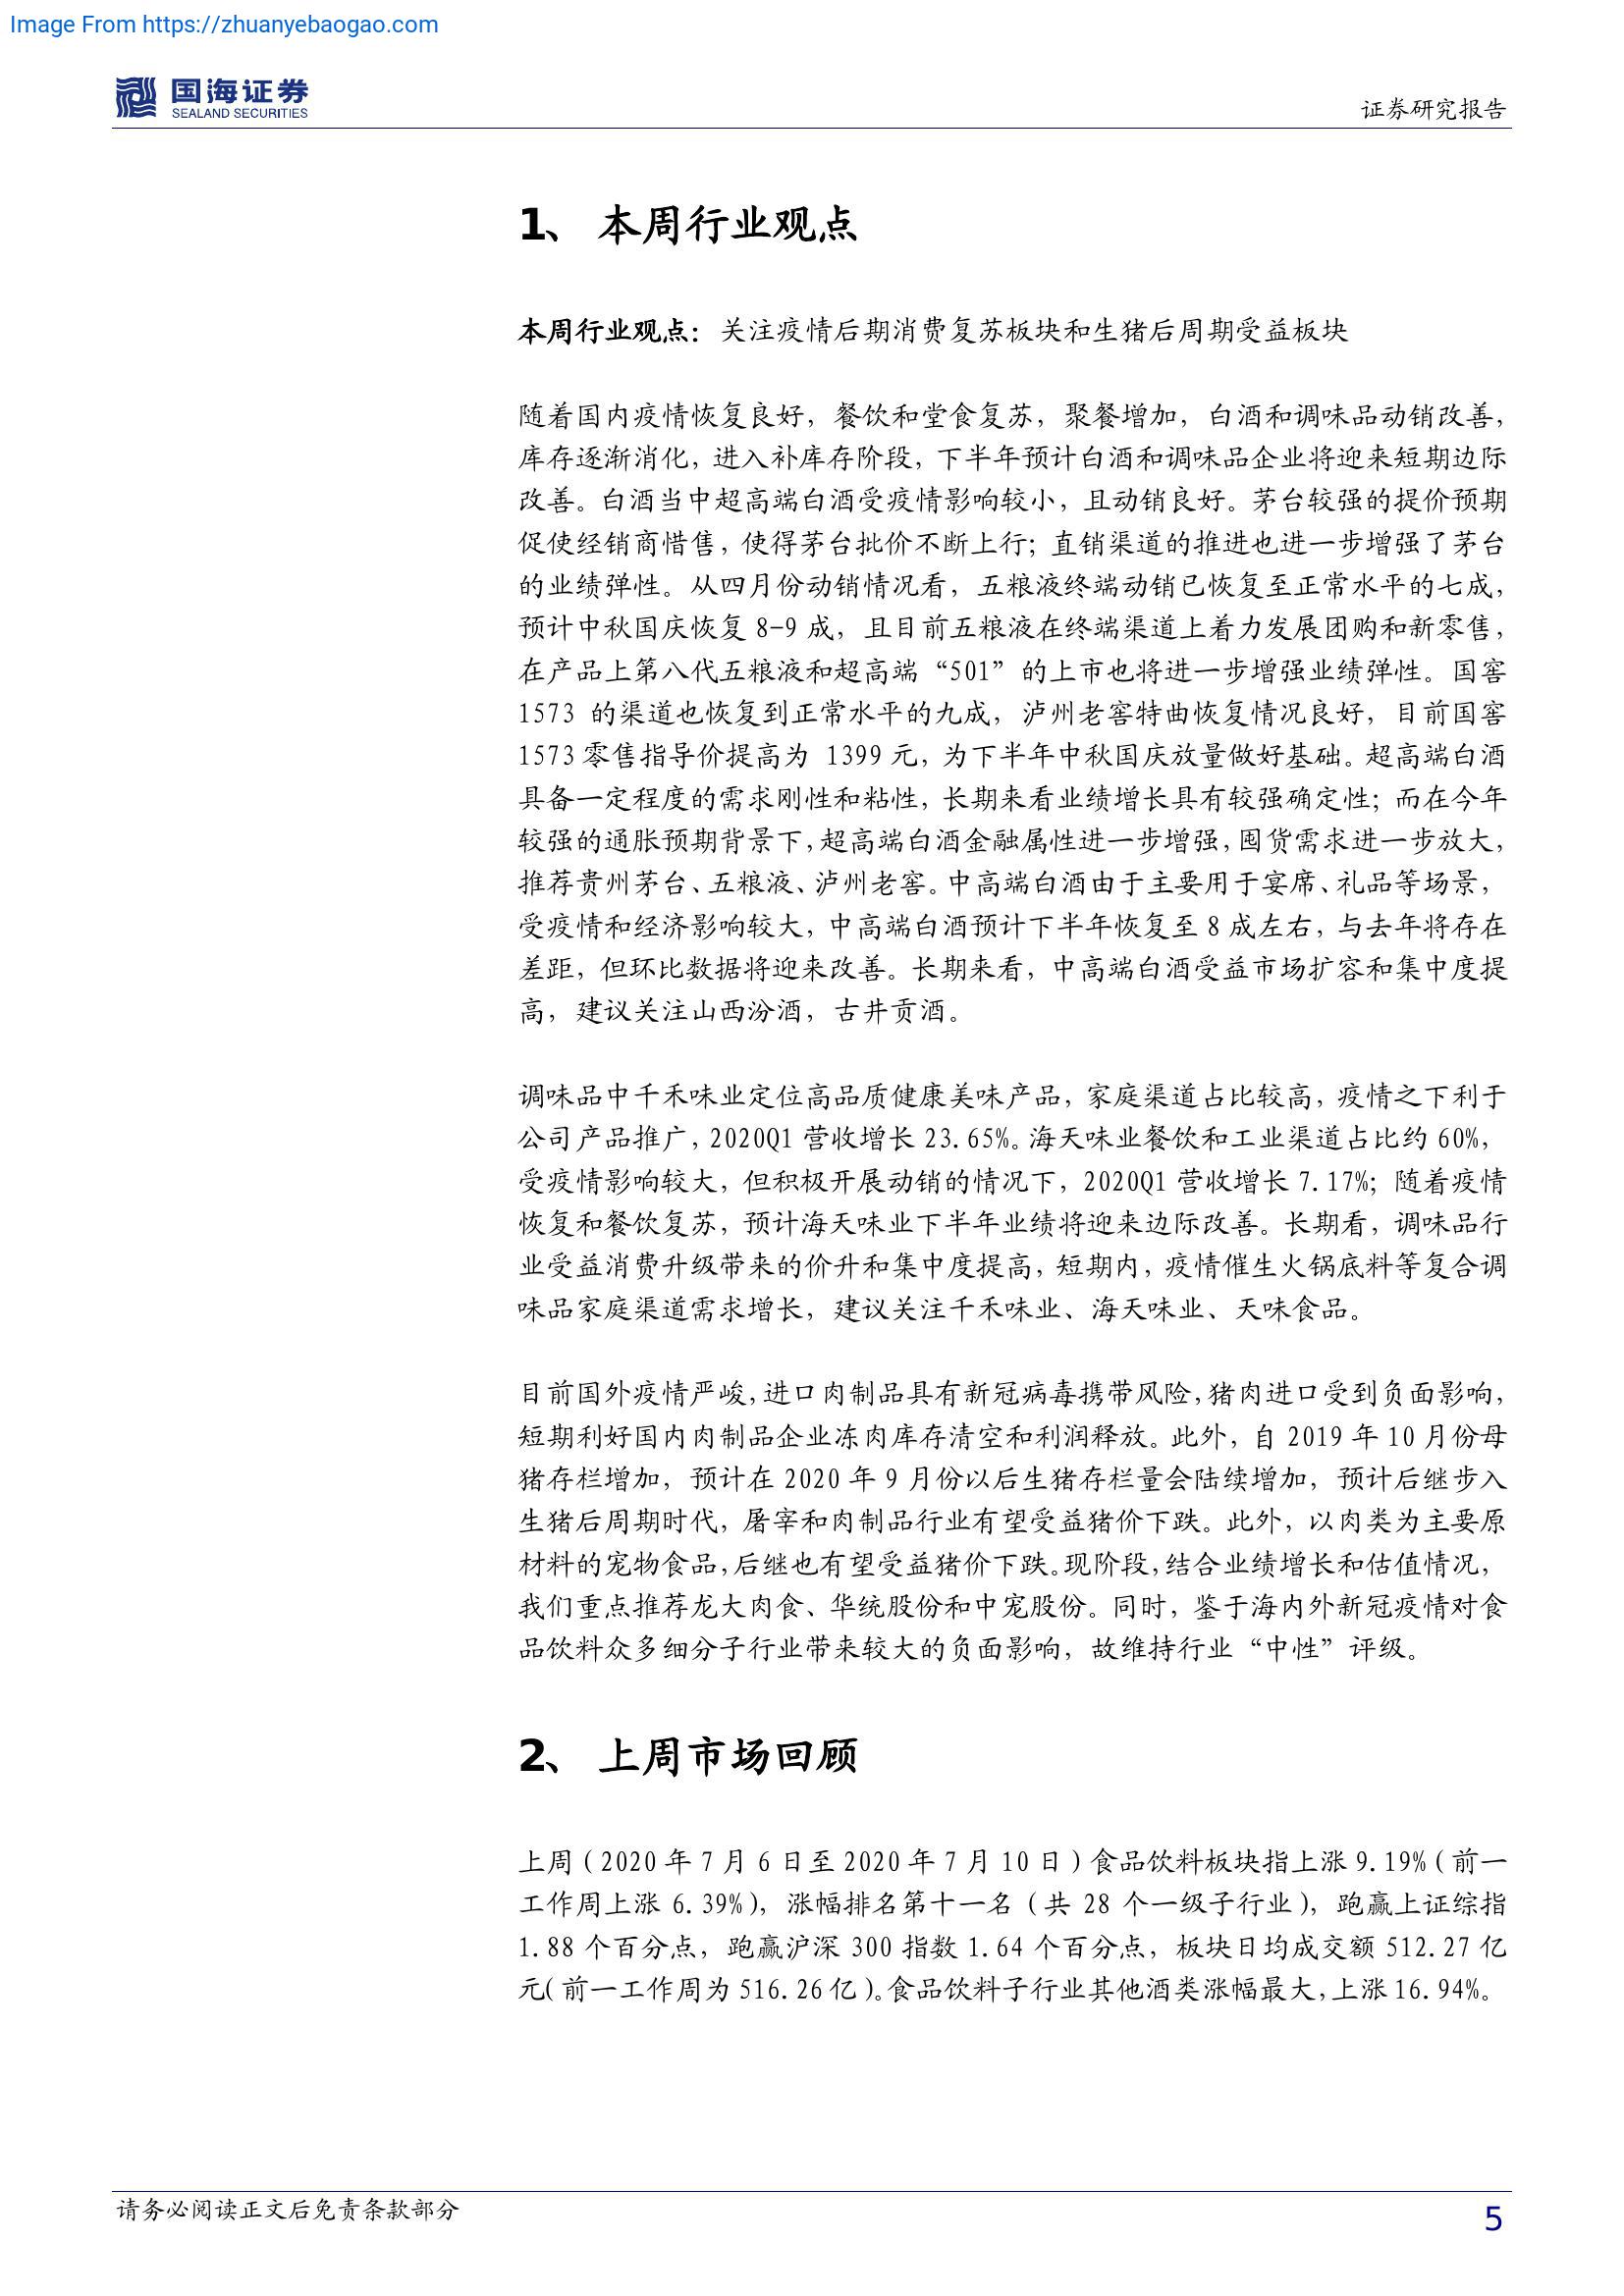 Image From https://zhuanyebaogao.com
国海证券
SEALAND SECURITIES
证券研究报告
1、 本周行业观点
本周行业观点：关注疫情后期消费复苏板块和生猪后周期受益板块
随着国内疫情恢复良好，餐饮和堂食复苏，聚餐增加，白酒和调味品动销改善，
库存逐渐消化，进入补库存阶段，下半年预计白酒和调味品企业将迎来短期边际
改善。白酒当中超高端白酒受疫情影响较小，且动销良好。茅台较强的提价预期
促使经销商惜售，使得茅台批价不断上行；直销渠道的推进也进一步增强了茅台
的业绩弹性。从四月份动销情况看，五粮液终端动销已恢复至正常水平的七成，
预计中秋国庆恢复 8-9 成，且目前五粮液在终端渠道上着力发展团购和新零售，
在产品上第八代五粮液和超高端“501”的上市也将进一步增强业绩弹性。国窖
1573 的渠道也恢复到正常水平的九成，泸州老窖特曲恢复情况良好，目前国窖
1573 零售指导价提高为 1399 元，为下半年中秋国庆放量做好基础。超高端白酒
具备一定程度的需求刚性和粘性，长期来看业绩增长具有较强确定性；而在今年
较强的通胀预期背景下，超高端白酒金融属性进一步增强，囤货需求进一步放大，
推荐贵州茅台、五粮液、泸州老窖。中高端白酒由于主要用于宴席、礼品等场景，
受疫情和经济影响较大，中高端白酒预计下半年恢复至 8 成左右，与去年将存在
差距，但环比数据将迎来改善。长期来看，中高端白酒受益市场扩容和集中度提
高，建议关注山西汾酒，古井贡酒。
调味品中千禾味业定位高品质健康美味产品，家庭渠道占比较高，疫情之下利于
公司产品推广，2020Q1 营收增长 23.65%。海天味业餐饮和工业渠道占比约 60%，
受疫情影响较大，但积极开展动销的情况下，2020Q1 营收增长 7.17%；随着疫情
恢复和餐饮复苏，预计海天味业下半年业绩将迎来边际改善。长期看，调味品行
业受益消费升级带来的价升和集中度提高，短期内，疫情催生火锅底料等复合调
味品家庭渠道需求增长，建议关注千禾味业、海天味业、天味食品。
目前国外疫情严峻，进口肉制品具有新冠病毒携带风险，猪肉进口受到负面影响，
短期利好国内肉制品企业冻肉库存清空和利润释放。此外，自 2019 年 10 月份母
猪存栏增加，预计在 2020 年 9 月份以后生猪存栏量会陆续增加，预计后继步入
生猪后周期时代，屠宰和肉制品行业有望受益猪价下跌。此外，以肉类为主要原
材料的宠物食品，后继也有望受益猪价下跌。现阶段，结合业绩增长和估值情况，
我们重点推荐龙大肉食、华统股份和中宠股份。同时，鉴于海内外新冠疫情对食
品饮料众多细分子行业带来较大的负面影响，故维持行业“中性”评级。
2、 上周市场回顾
上周（2020 年 7 月 6 日至 2020 年 7 月 10 日）食品饮料板块指上涨 9.19%（前一
工作周上涨 6.39%），涨幅排名第十一名（共 28 个一级子行业），跑赢上证综指
1.88 个百分点，跑赢沪深 300 指数 1.64 个百分点，板块日均成交额 512.27 亿
元（前一工作周为 516.26 亿）。食品饮料子行业其他酒类涨幅最大，上涨 16.94%。
请务必阅读正文后免责条款部分
5